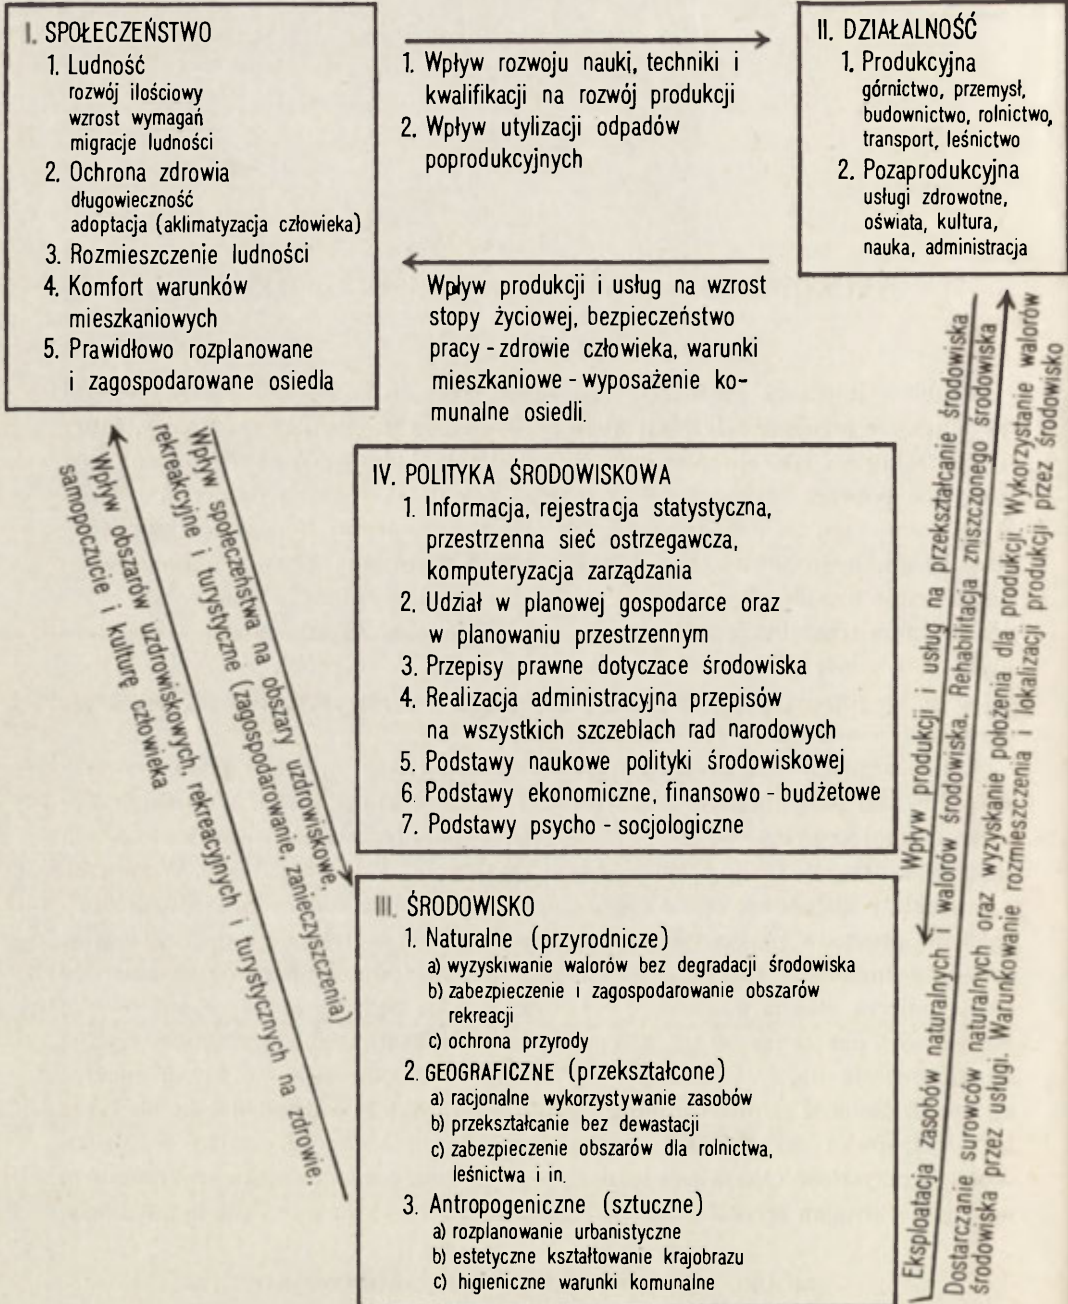 I. SPOŁECZEŃSTWO
1. Ludność
rozwój ilościowy
wzrost wymagań
migracje ludności
2. Ochrona zdrowia
długowieczność
adoptacja (aklimatyzacja człowieka)
3. Rozmieszczenie ludności
4. Komfort warunków
mieszkaniowych
5. Prawidłowo rozplanowane
i zagospodarowane osiedla
1. Wpływ rozwoju nauki, techniki i
kwalifikacji na rozwój produkcji
2. Wpływ utylizacji odpadów
poprodukcyjnych
II. DZIAŁALNOŚĆ
1. Produkcyjna
górnictwo, przemysł,
budownictwo, rolnictwo,
transport, leśnictwo
2. Pozaprodukcyjna
usługi zdrowotne,
oświata, kultura,
nauka, administracja
Wpływ produkcji i usług na wzrost
stopy życiowej, bezpieczeństwo
pracy - zdrowie człowieka, warunki
mieszkaniowe - wyposażenie ko-
munalne osiedli.
Wpływ społeczeństwa na obszary uzdrowiskowe,
rekreakcyjne i turystyczne (zagospodarowanie, zanieczyszczenia)
Wpływ obszarów uzdrowiskowych, rekreacyjnych i turystycznych na zdrowie,
samopoczucie i kulturę człowieka
IV. POLITYKA ŚRODOWISKOWA
1. Informacja, rejestracja statystyczna,
przestrzenna sieć ostrzegawcza,
komputeryzacja zarządzania
2. Udział w planowej gospodarce oraz
w planowaniu przestrzennym
3. Przepisy prawne dotyczace środowiska
4. Realizacja administracyjna przepisów
na wszystkich szczeblach rad narodowych
5. Podstawy naukowe polityki środowiskowej
6. Podstawy ekonomiczne, finansowo - budżetowe
7. Podstawy psycho - socjologiczne
Wpływ produkcji i usług na przekształcanie środowiska
Eksploatacja zasobów naturalnych i walorów środowiska. Rehabilitacja zniszczonego środowiska
Dostarczanie surowców naturalnych oraz wyzyskanie położenia dla produkcji. Wykorzystanie walorów
środowiska przez usługi. Warunkowanie rozmieszczenia i lokalizacji produkcji przez środowisko
III. ŚRODOWISKO
1. Naturalne (przyrodnicze)
a) wyzyskiwanie walorów bez degradacji środowiska
b) zabezpieczenie i zagospodarowanie obszarów
rekreacji
c) ochrona przyrody
2. GEOGRAFICZNE (przekształcone)
a) racjonalne wykorzystywanie zasobów
b) przekształcanie bez dewastacji
c) zabezpieczenie obszarów dla rolnictwa,
leśnictwa i in.
3. Antropogeniczne (sztuczne)
a) rozplanowanie urbanistyczne
b) estetyczne kształtowanie krajobrazu
c) higieniczne warunki komunalne